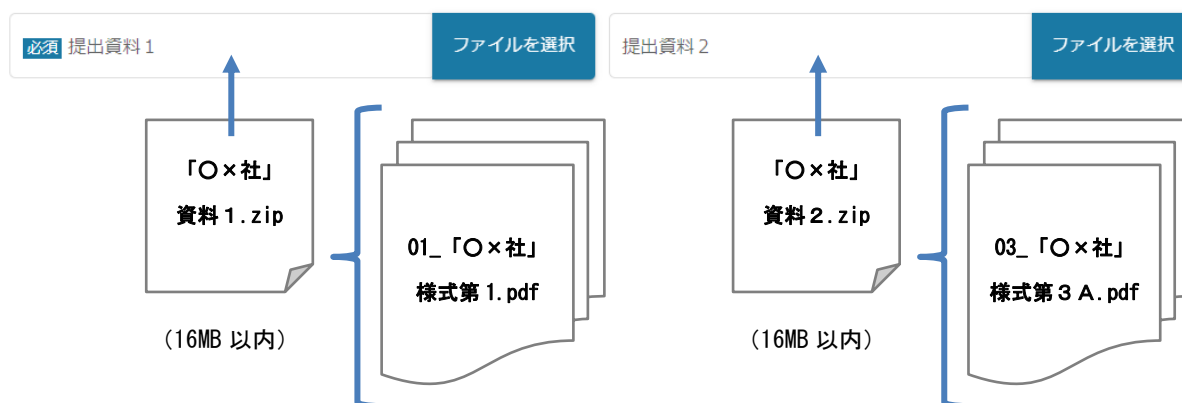 必須 提出資料1
ファイルを選択
提出資料2
ファイルを選択
「○×社」
資料1.zip
(16MB 以内)
01_「○×社」
様式第1.pdf
「○×社」
資料2.zip
(16MB 以内)
03_「○×社」
様式第3A.pdf